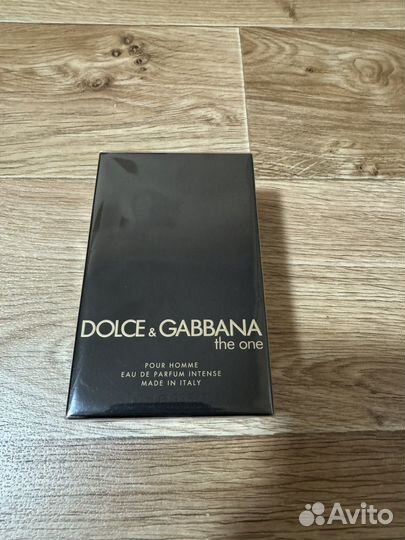 DOLCE & GABBANA
the one
POUR HOMME
EAU DE PARFUM INTENSE
MADE IN ITALY
Avito